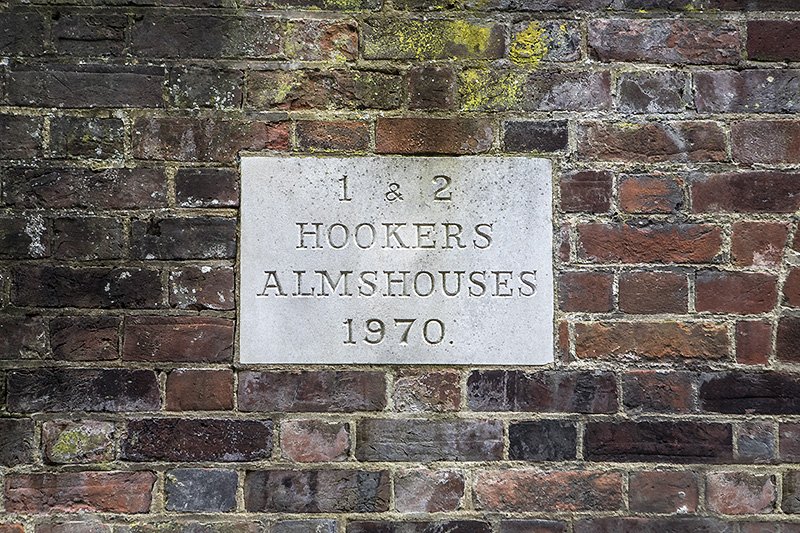 1 & 2
HOOKERS
ALMSHOUSES
1970.